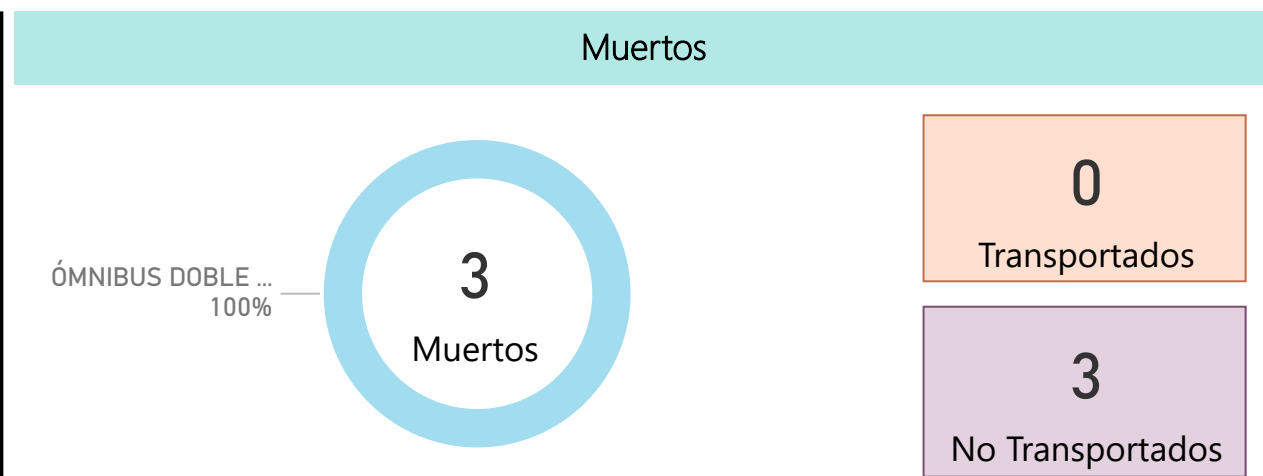 Muertos
ÓMNIBUS DOBLE ...
100%
3
Muertos
0
Transportados
3
No Transportados